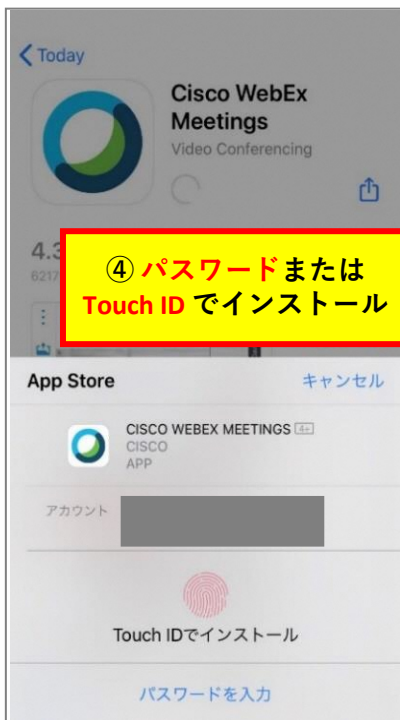 Today
Cisco WebEx
Meetings
Video Conferencing
4.3
6217
④ パスワードまたは
Touch ID でインストール
App Store
キャンセル
CISCO WEBEX MEETINGS 4+
CISCO
APP
アカウント
Touch IDでインストール
パスワードを入力